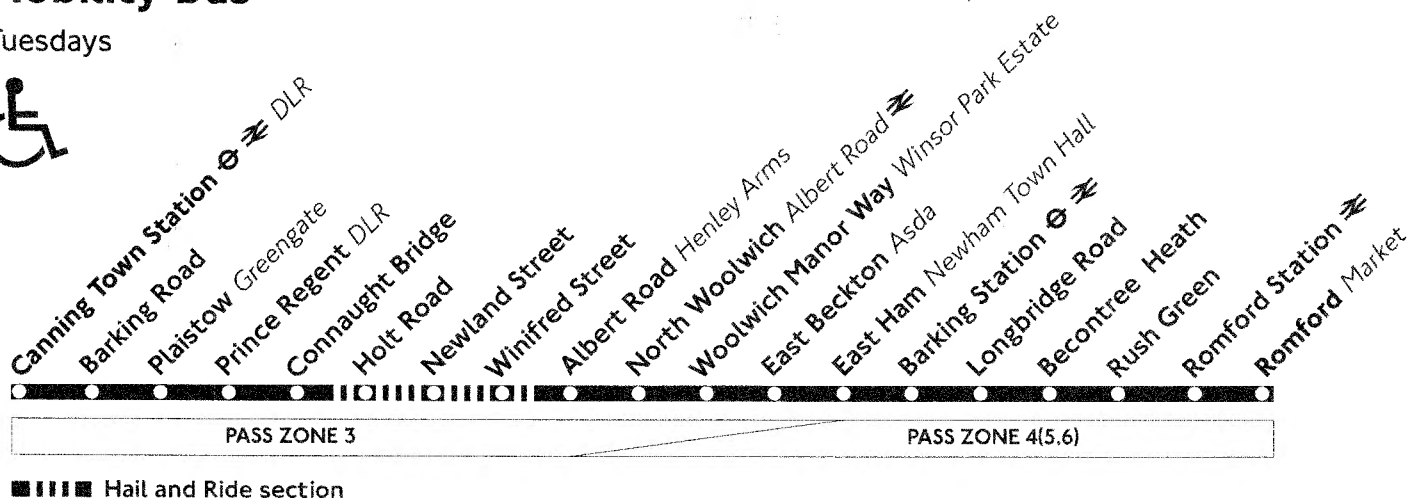 Mobility Bus
Tuesdays
Canning Town Station DLR
Barking Road
Plaistow Greengate
Prince Regent DLR
Connaught Bridge
Holt Road
Newland Street
Winifred Street
Albert Road Henley Arms
North Woolwich Albert Road
Woolwich Manor Way Winsor Park Estate
East Beckton Asda
East Ham Newham Town Hall
Barking Station
Longbridge Road
Becontree Heath
Rush Green
Romford Station
Romford Market
PASS ZONE 3
PASS ZONE 4(5.6)
Hail and Ride section